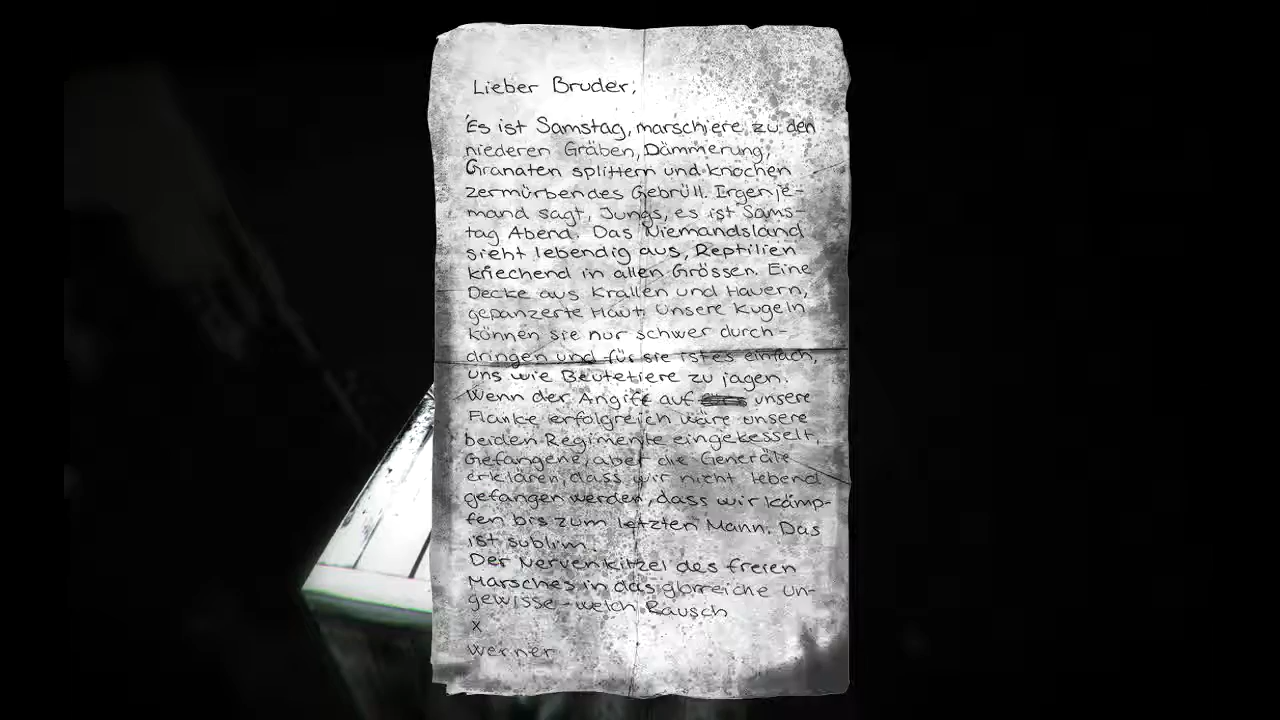 Lieber Bruder,
Es ist Samstag, marschiere zu den
niederen Gräben, Dämmerung,
Granaten splittern und knochen
zermürbendes Gebrüll. Irgenje-
mand sagt, Jungs, es ist Sams-
tag Abend. Das Niemandsland
sieht lebendig aus, Reptilien
kriechend in allen Grössen. Eine
Decke aus Krallen und Hauern,
gepanzerte Haut. Unsere Kugeln
können sie nur schwer durch-
dringen und für sie ist es einfach,
uns wie Beutetiere zu jagen.
Wenn der Angife auf unsere
Flanke erfolgreich wäre unsere
beiden Regimente eingekesselt,
Gefangene, aber die Generäle
erklären, dass wir nicht lebend
gefangen werden, dass wir kämp-
fen bis zum letzten Mann. Das
ist sublim.
Der Nervenkitzel des freien
Marsches in das glorreiche un-
gewisse - welch Rausch
x
Werner